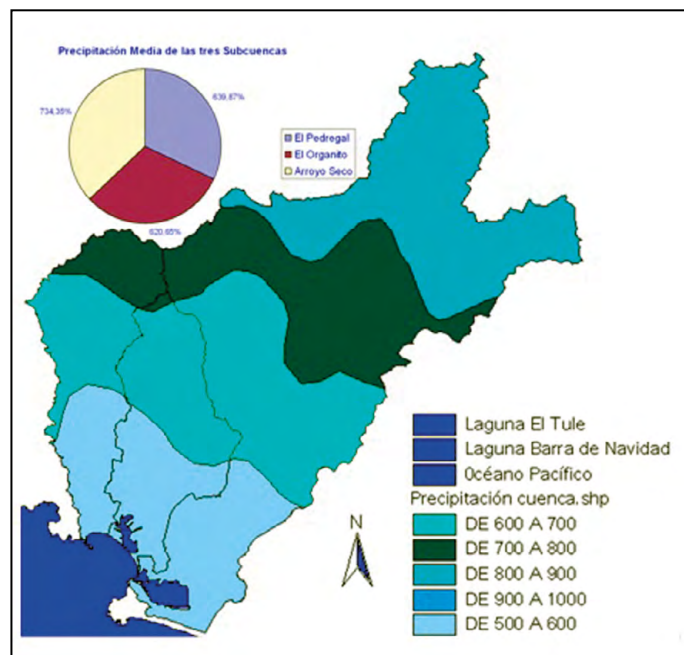 Precipitación Media de las tres Subcuencas
734,35%
639,87%
El Pedregal
El Organito
Arroyo Seco
620,65%
Laguna El Tule
Laguna Barra de Navidad
Océano Pacífico
Precipitación cuenca.shp
DE 600 A 700
DE 700 A 800
DE 800 A 900
DE 900 A 1000
DE 500 A 600
N